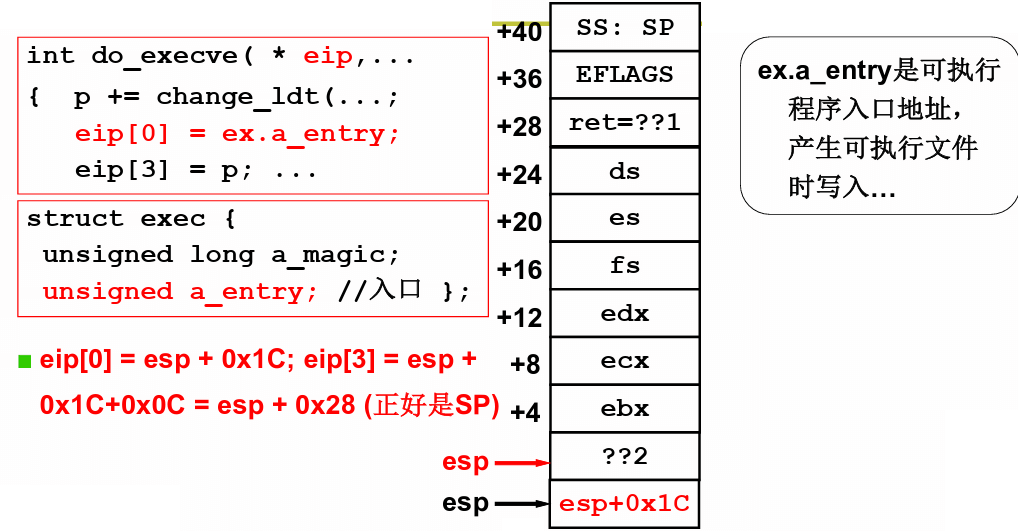 int do_execve( * eip,...
{ p += change_ldt(...;
eip[0] = ex.a_entry;
eip[3] = p; ...
struct exec {
unsigned long a_magic;
unsigned a_entry; //入口 };
■ eip[0] = esp + 0x1C; eip[3] = esp +
0x1C+0x0C = esp + 0x28 (正好是SP)
+40 SS: SP
+36 EFLAGS
+28 ret=??1
+24 ds
+20 es
+16 fs
+12 edx
+8 ecx
+4 ebx
esp ??2
esp esp+0x1C
ex.a_entry是可执行
程序入口地址，
产生可执行文件
时写入...